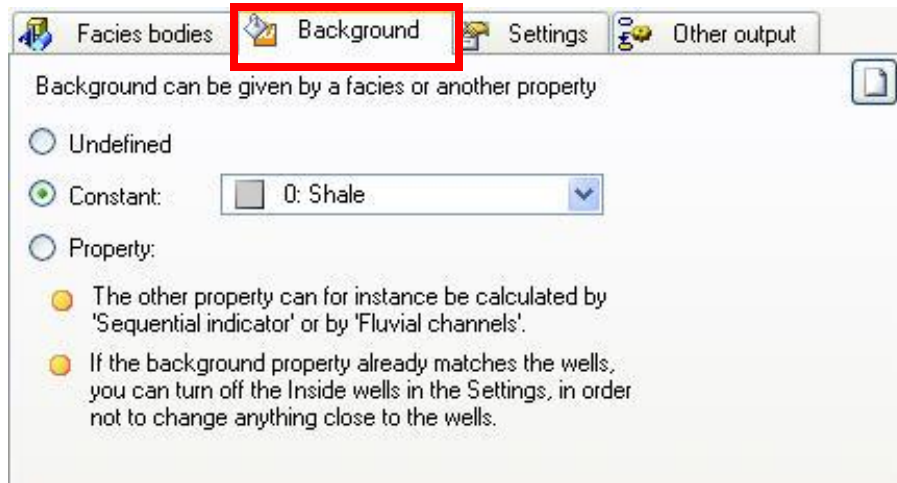 Facies bodies Background Settings Other output
Background can be given by a facies or another property
Undefined
Constant: 0: Shale
Property:
The other property can for instance be calculated by
'Sequential indicator' or by 'Fluvial channels'.
If the background property already matches the wells,
you can turn off the Inside wells in the Settings, in order
not to change anything close to the wells.